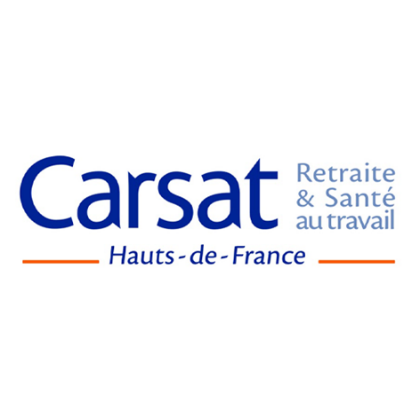 Carsat
Retraite
& Santé
au travail
Hauts-de-France